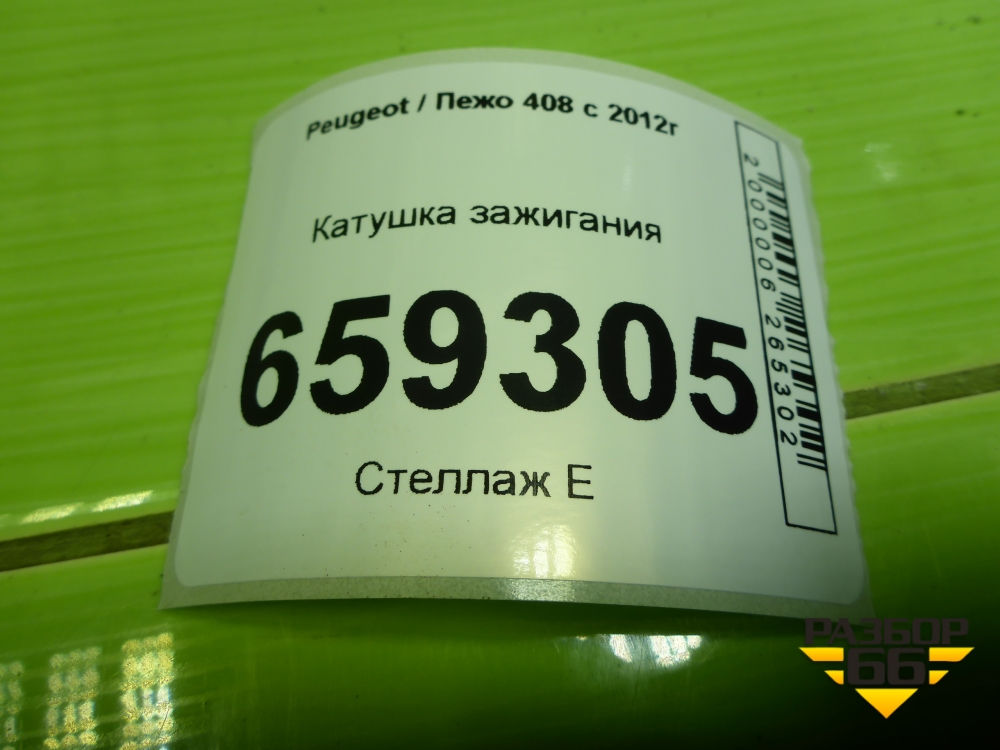 Peugeot / Пежо 408 с 2012г
Катушка зажигания
659305
Стеллаж Е
2000006265302
РАЗБОР
66